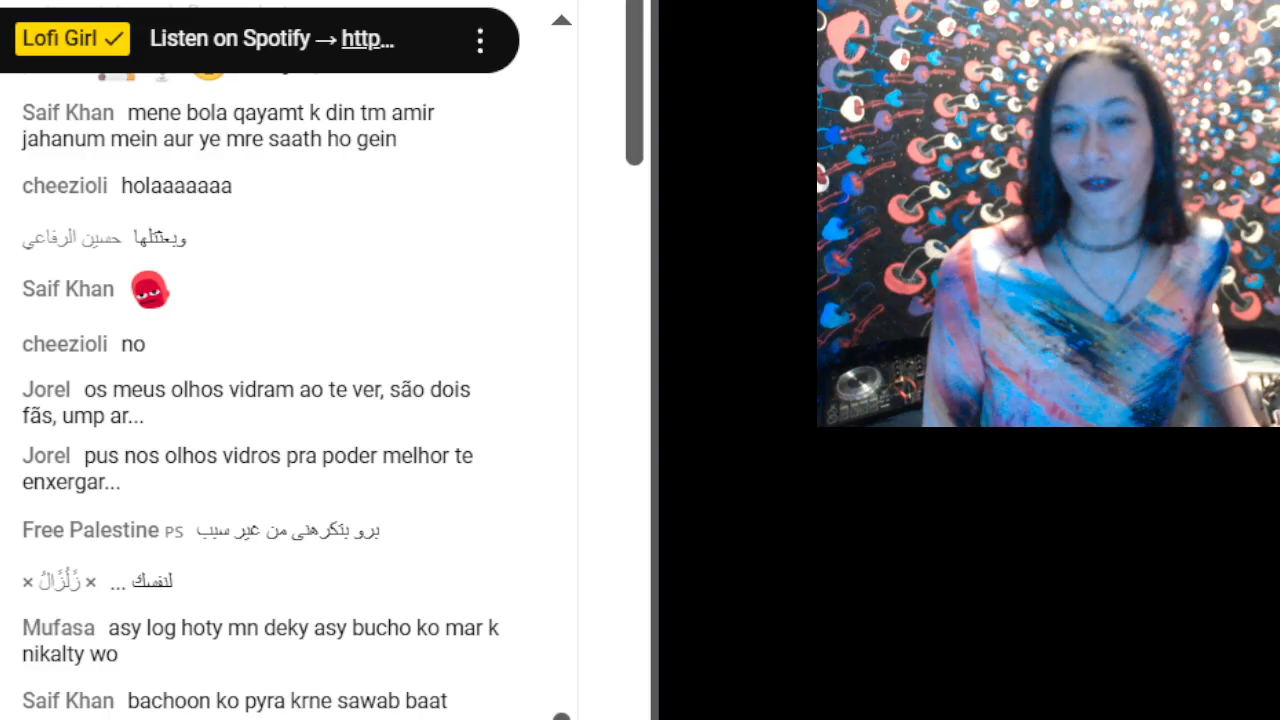 Lofi Girl ✓ Listen on Spotify → http...
Saif Khan mene bola qayamt k din tm amir
jahanum mein aur ye mre saath ho gein
cheezioli holaaaaaaa
حسين الرفاعي وبعثتلها
Saif Khan
cheezioli no
Jorel os meus olhos vidram ao te ver, são dois
fãs, ump ar...
Jorel pus nos olhos vidros pra poder melhor te
enxergar...
Free Palestine PS برو بتكرهنى من غير سبب
× زَّلُزَّالُ × ... لنفسك
Mufasa asy log hoty mn deky asy bucho ko mar k
nikalty wo
Saif Khan bachoon ko pyra krne sawab baat